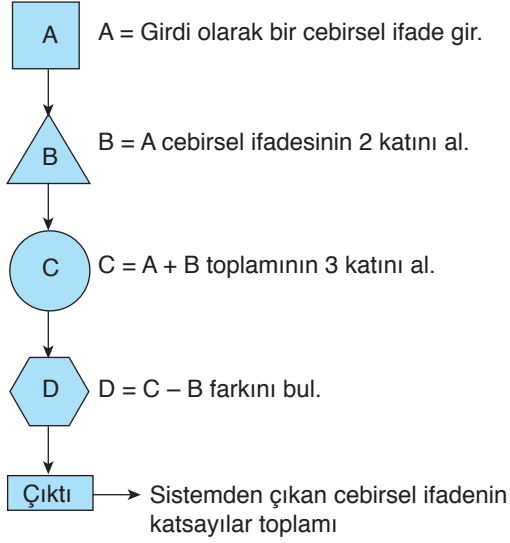 A A = Girdi olarak bir cebirsel ifade gir.
B B = A cebirsel ifadesinin 2 katını al.
C C = A + B toplamının 3 katını al.
D D = C – B farkını bul.
Çıktı Sistemden çıkan cebirsel ifadenin
katsayılar toplamı